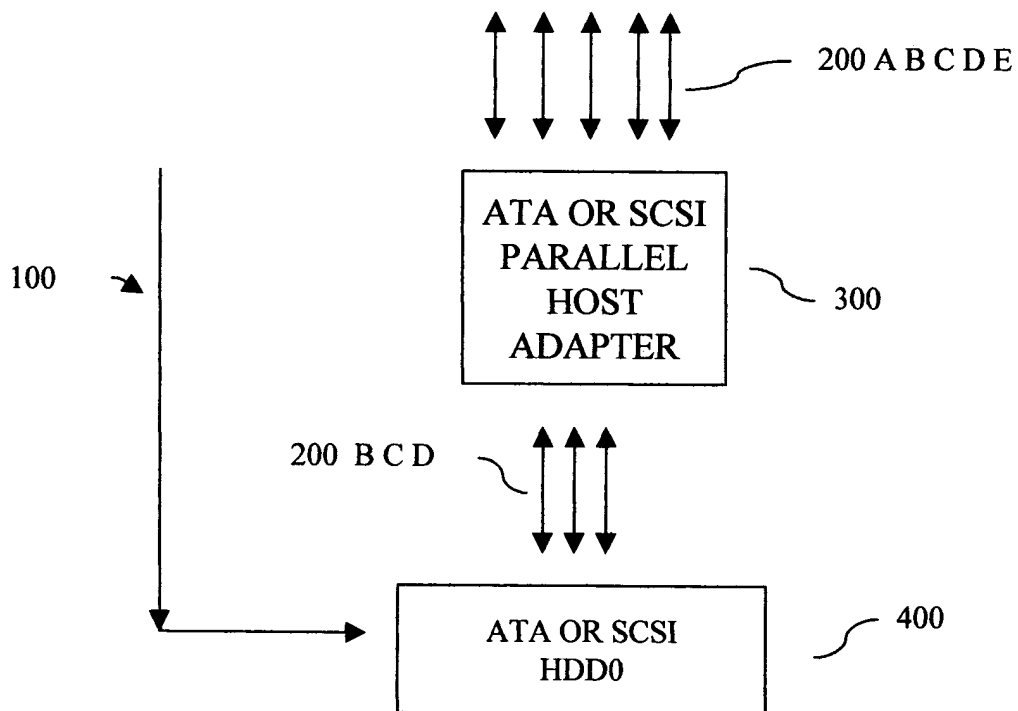 200 A B C D E
ATA OR SCSI
PARALLEL
HOST
ADAPTER
100
300
200 B C D
ATA OR SCSI
HDD0
400